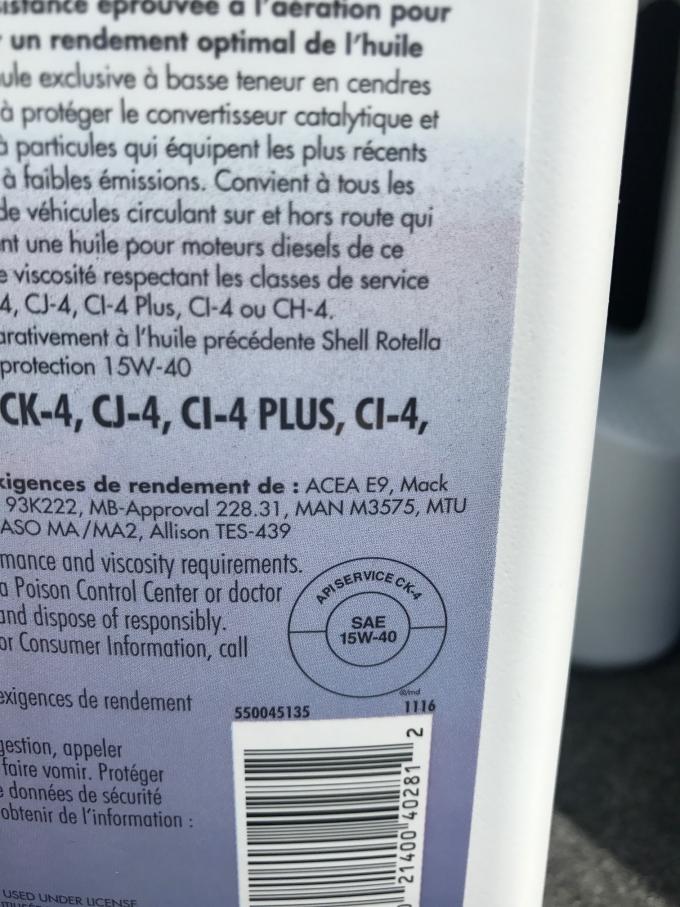 éprouvée à l'aération pour
un rendement optimal de l'huile
exclusive à basse teneur en cendres
à protéger le convertisseur catalytique et
à particules qui équipent les plus récents
à faibles émissions. Convient à tous les
de véhicules circulant sur et hors route qui
une huile pour moteurs diesels de ce
viscosité respectant les classes de service
4, CJ-4, CI-4 Plus, CI-4 ou CH-4.
à l'huile précédente Shell Rotella
protection 15W-40
CK-4, CJ-4, CI-4 PLUS, CI-4,
de rendement de : ACEA E9, Mack
93K222, MB-Approval 228.31, MAN M3575, MTU
ASO MA/MA2, Allison TES-439
mance and viscosity requirements.
a Poison Control Center or doctor
and dispose of responsibly.
or Consumer Information, call
API SERVICE CK-4
SAE
15W-40
®/md
exigences de rendement
550045135
1116
gestion, appeler
faire vomir. Protéger
données de sécurité
obtenir de l'information :
21400 40281 2
USED UNDER LICENSE